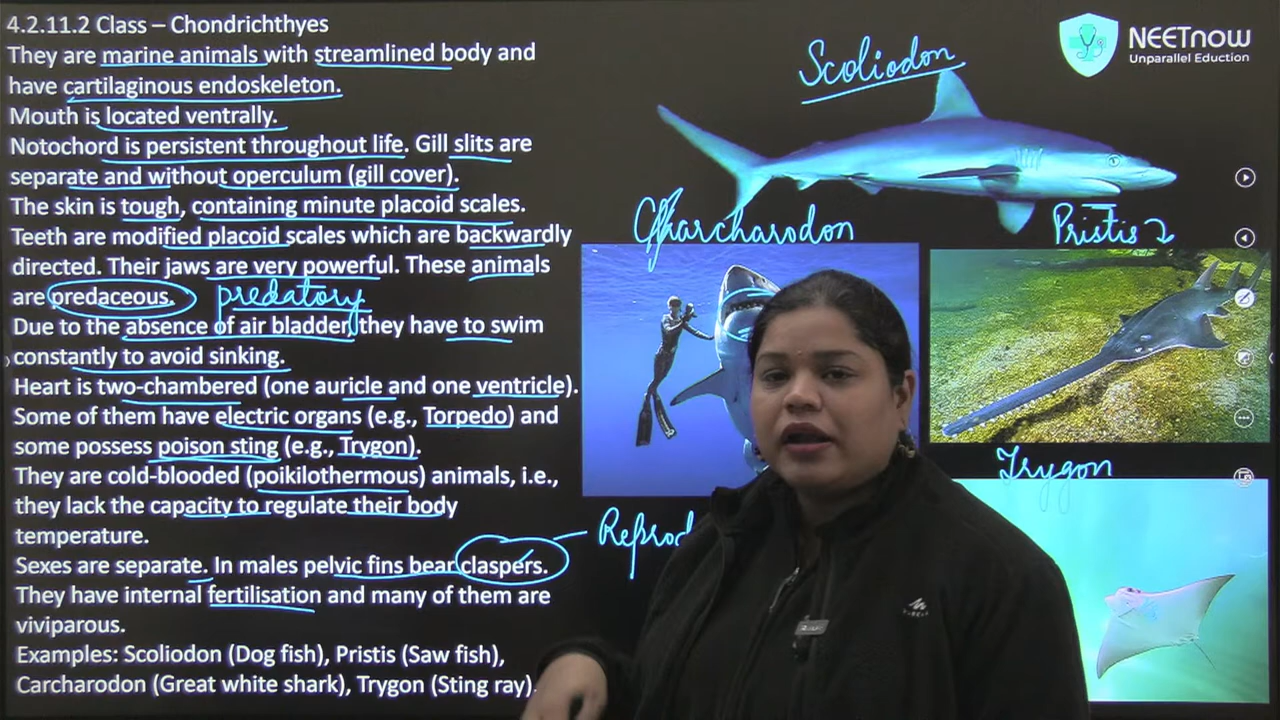 4.2.11.2 Class – Chondrichthyes
They are marine animals with streamlined body and
have cartilaginous endoskeleton.
Mouth is located ventrally.
Notochord is persistent throughout life. Gill slits are
separate and without operculum (gill cover).
The skin is tough, containing minute placoid scales.
Teeth are modified placoid scales which are backwardly
directed. Their jaws are very powerful. These animals
are predaceous. predatory
Due to the absence of air bladder, they have to swim
constantly to avoid sinking.
Heart is two-chambered (one auricle and one ventricle).
Some of them have electric organs (e.g., Torpedo) and
some possess poison sting (e.g., Trygon).
They are cold-blooded (poikilothermous) animals, i.e.,
they lack the capacity to regulate their body
temperature.
Sexes are separate. In males pelvic fins bear claspers.
They have internal fertilisation and many of them are
viviparous.
Examples: Scoliodon (Dog fish), Pristis (Saw fish),
Carcharodon (Great white shark), Trygon (Sting ray).
Scoliodon
NEETnow
Unparallel Eduction
Charcharodon
Pristis
Trygon
Reprod